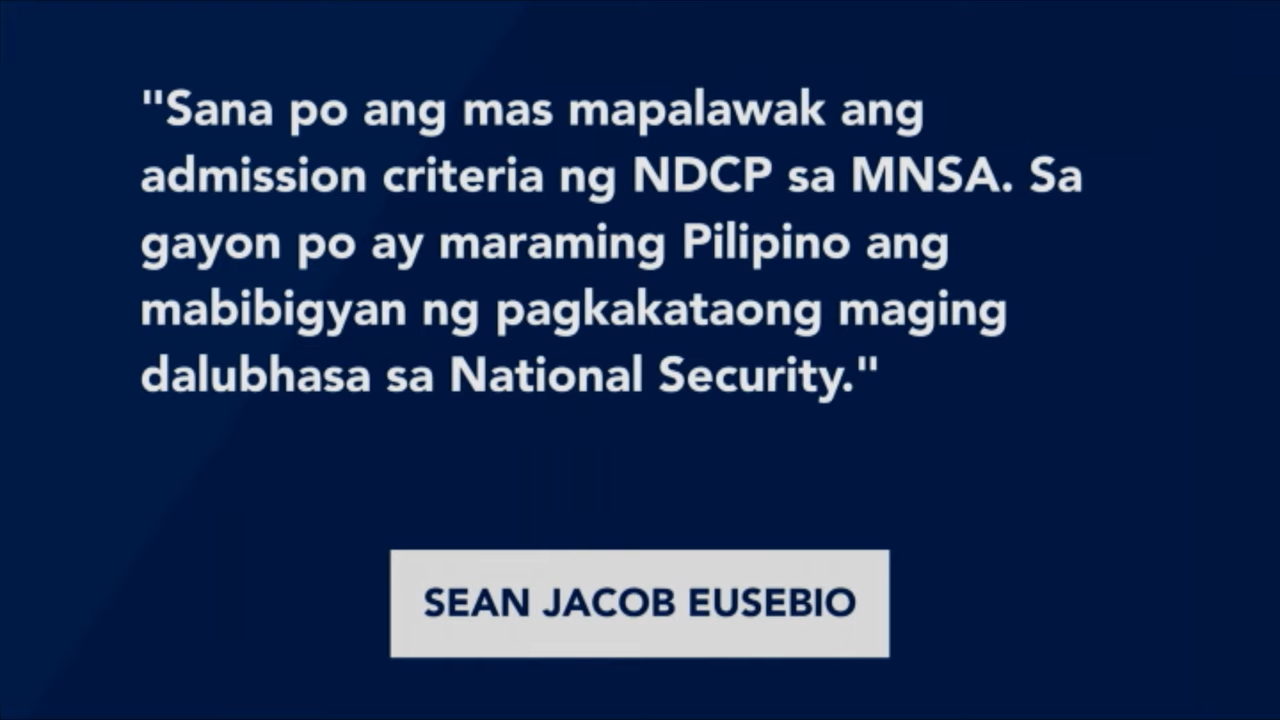 "Sana po ang mas mapalawak ang
admission criteria ng NDCP sa MNSA. Sa
gayon po ay maraming Pilipino ang
mabibigyan ng pagkakataong maging
dalubhasa sa National Security."
SEAN JACOB EUSEBIO